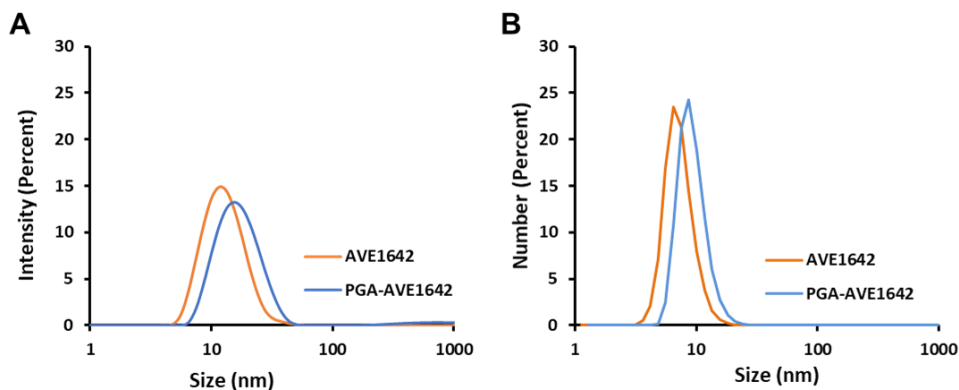 A
30
25
20
15
10
5
0
Intensity (Percent)
1 10 100 1000
Size (nm)
AVE1642
PGA-AVE1642
B
30
25
20
15
10
5
0
Number (Percent)
1 10 100 1000
Size (nm)
AVE1642
PGA-AVE1642